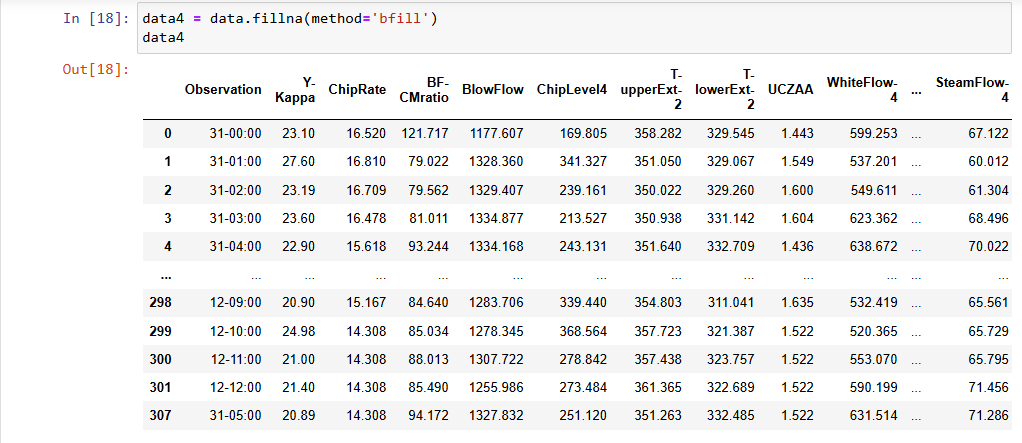 In [18]: data4 = data.fillna(method='bfill')
data4
Out[18]:
Observation Y-Kappa ChipRate BF-CMratio BlowFlow ChipLevel4 T-upperExt-2 T-lowerExt-2 UCZAA WhiteFlow-4 ... SteamFlow-4
0 31-00:00 23.10 16.520 121.717 1177.607 169.805 358.282 329.545 1.443 599.253 ... 67.122
1 31-01:00 27.60 16.810 79.022 1328.360 341.327 351.050 329.067 1.549 537.201 ... 60.012
2 31-02:00 23.19 16.709 79.562 1329.407 239.161 350.022 329.260 1.600 549.611 ... 61.304
3 31-03:00 23.60 16.478 81.011 1334.877 213.527 350.938 331.142 1.604 623.362 ... 68.496
4 31-04:00 22.90 15.618 93.244 1334.168 243.131 351.640 332.709 1.436 638.672 ... 70.022
... ... ... ... ... ... ... ... ... ... ... ... ...
298 12-09:00 20.90 15.167 84.640 1283.706 339.440 354.803 311.041 1.635 532.419 ... 65.561
299 12-10:00 24.98 14.308 85.034 1278.345 368.564 357.723 321.387 1.522 520.365 ... 65.729
300 12-11:00 21.00 14.308 88.013 1307.722 278.842 357.438 323.757 1.522 553.070 ... 65.795
301 12-12:00 21.40 14.308 85.490 1255.986 273.484 361.365 322.689 1.522 590.199 ... 71.456
307 31-05:00 20.89 14.308 94.172 1327.832 251.120 351.263 332.485 1.522 631.514 ... 71.286